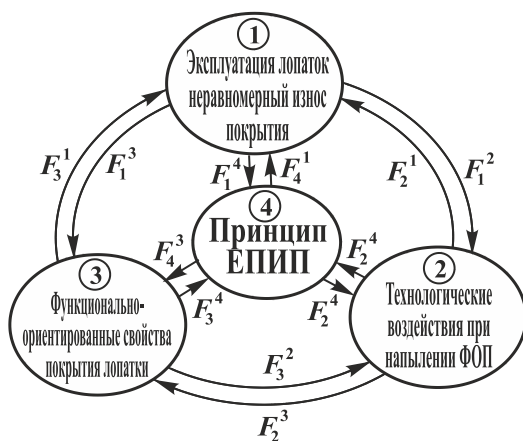 1
Эксплуатация лопаток
неравномерный износ
покрытия
F₃¹
F₁³
F₁⁴
F₄¹
F₂¹
F₁²
4
Принцип
ЕПИП
F₄³
F₃⁴
F₂⁴
F₂⁴
3
Функционально-
ориентированные свойства
покрытия лопатки
2
Технологические
воздействия при
напылении ФОП
F₃²
F₂³